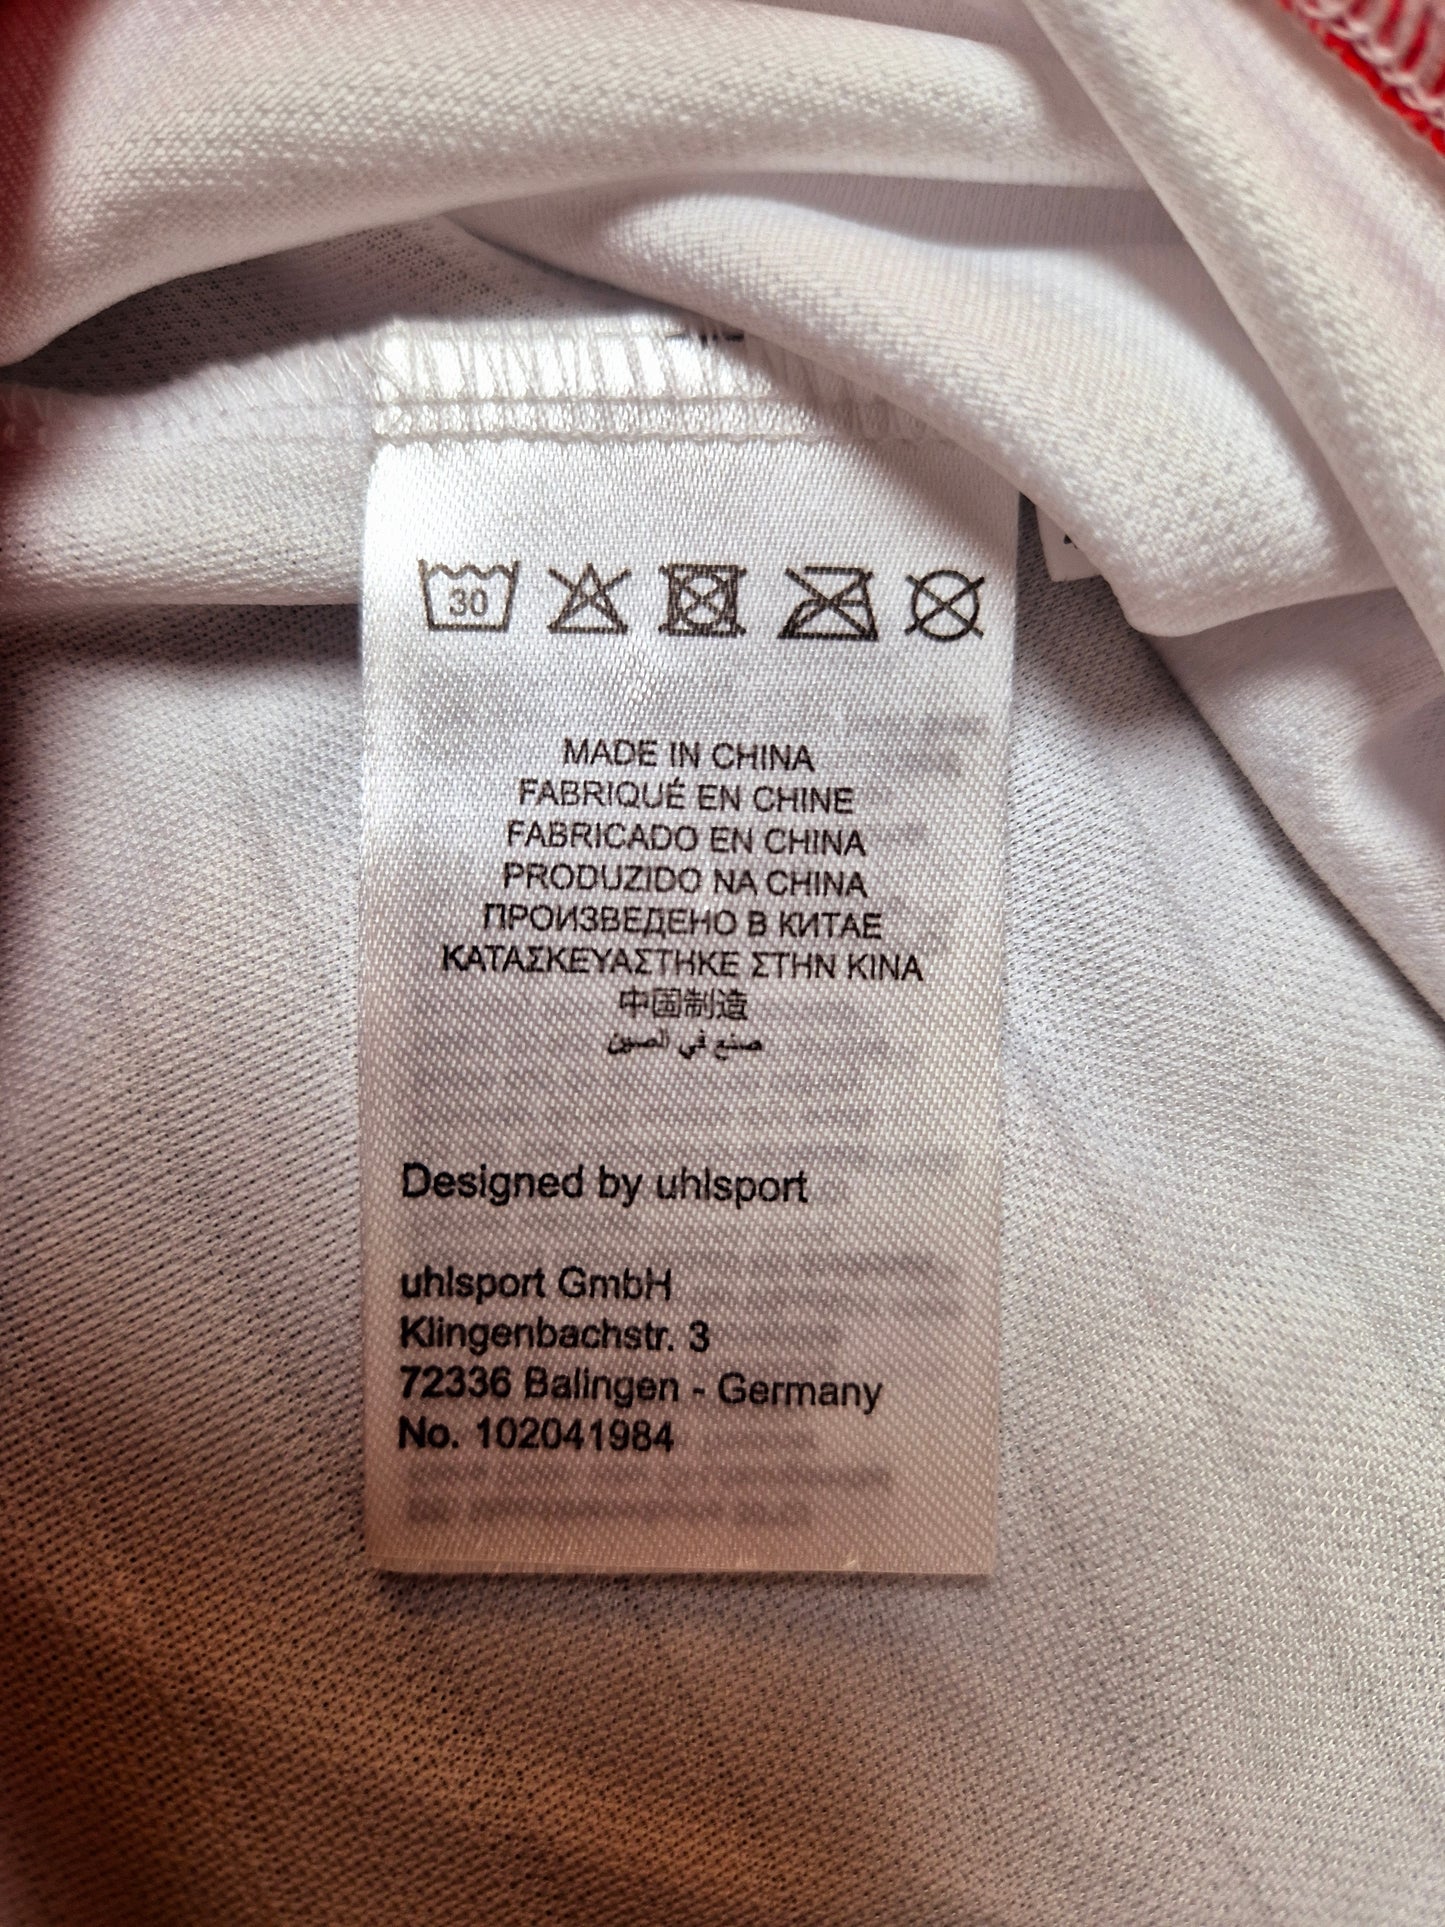 30
MADE IN CHINA
FABRIQUÉ EN CHINE
FABRICADO EN CHINA
PRODUZIDO NA CHINA
ПРОИЗВЕДЕНО В КИТАЕ
ΚΑΤΑΣΚΕΥΑΣΤΗΚΕ ΣΤΗΝ ΚΙΝΑ
中国制造
صنع في الصين
Designed by uhlsport
uhlsport GmbH
Klingenbachstr. 3
72336 Balingen - Germany
No. 102041984